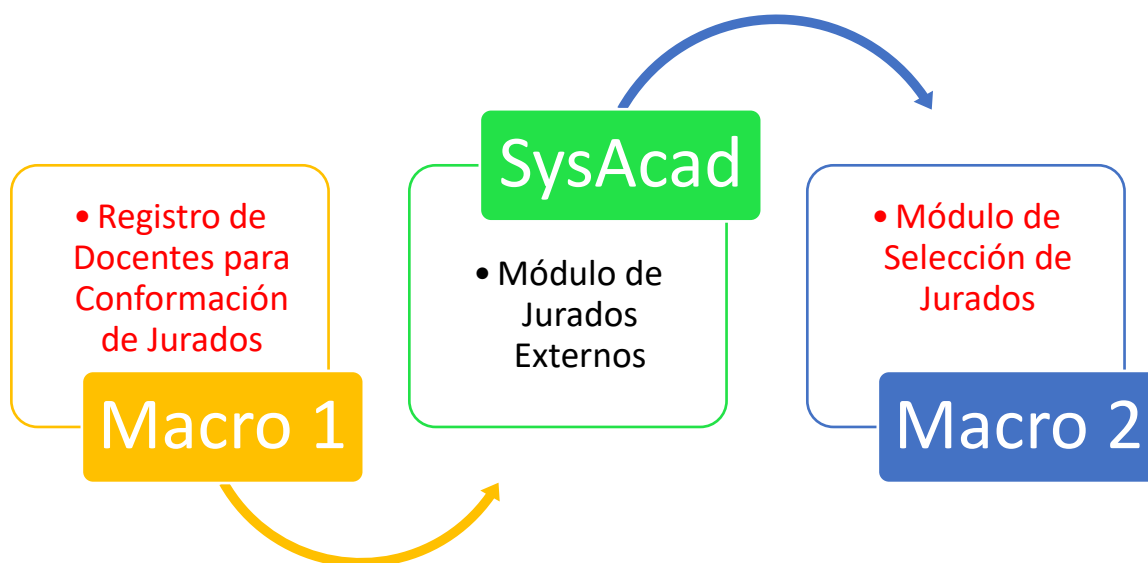 • Registro de
Docentes para
Conformación
de Jurados
Macro 1
SysAcad
• Módulo de
Jurados
Externos
• Módulo de
Selección de
Jurados
Macro 2